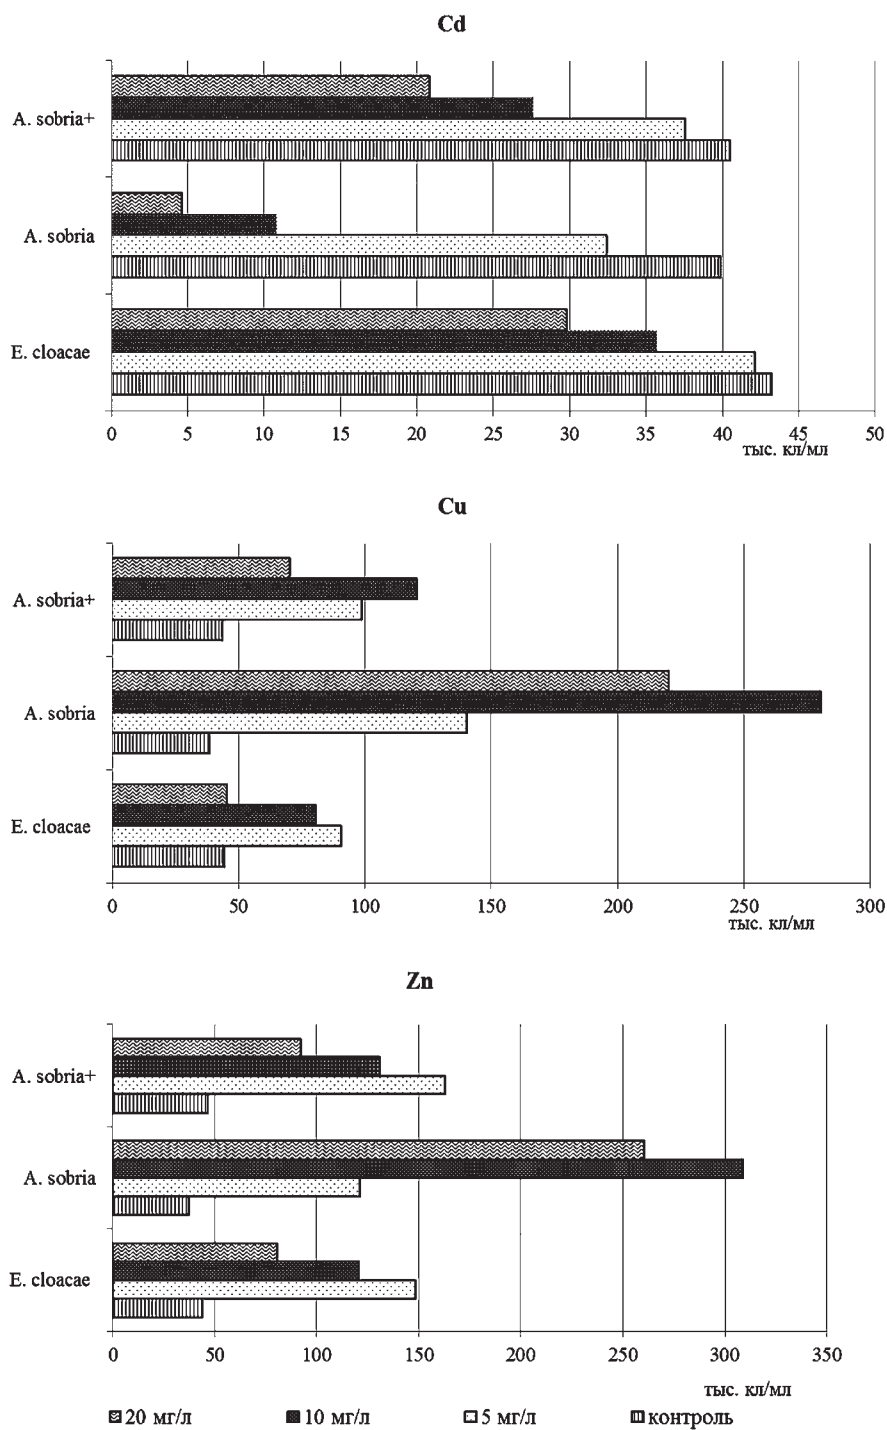 Cd
A. sobria+
A. sobria
E. cloacae
0 5 10 15 20 25 30 35 40 45 50
тыс. кл/мл
Cu
A. sobria+
A. sobria
E. cloacae
0 50 100 150 200 250 300
тыс. кл/мл
Zn
A. sobria+
A. sobria
E. cloacae
0 50 100 150 200 250 300 350
тыс. кл/мл
20 мг/л 10 мг/л 5 мг/л контроль